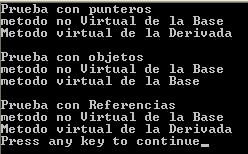 Prueba con punteros
metodo no Virtual de la Base
Metodo virtual de la Derivada
Prueba con objetos
metodo no Virtual de la Base
metodo virtual de la Base
Prueba con Referencias
metodo no Virtual de la Base
Metodo virtual de la Derivada
Press any key to continue_